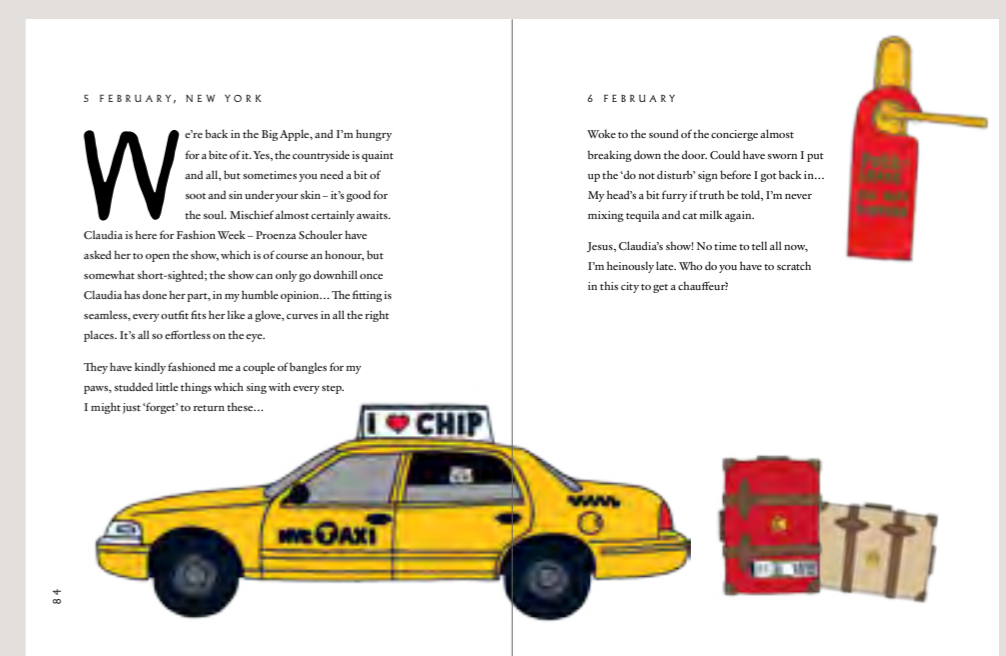 5 FEBRUARY, NEW YORK
We're back in the Big Apple, and I'm hungry
for a bite of it. Yes, the countryside is quaint
and all, but sometimes you need a bit of
soot and sin under your skin – it's good for
the soul. Mischief almost certainly awaits.
Claudia is here for Fashion Week – Proenza Schouler have
asked her to open the show, which is of course an honour, but
somewhat short-sighted; the show can only go downhill once
Claudia has done her part, in my humble opinion... The fitting is
seamless, every outfit fits her like a glove, curves in all the right
places. It's all so effortless on the eye.
They have kindly fashioned me a couple of bangles for my
paws, studded little things which sing with every step.
I might just 'forget' to return these...
I ♥ CHIP
NYC TAXI
84
6 FEBRUARY
Woke to the sound of the concierge almost
breaking down the door. Could have sworn I put
up the 'do not disturb' sign before I got back in...
My head's a bit furry if truth be told, I'm never
mixing tequila and cat milk again.
Jesus, Claudia's show! No time to tell all now,
I'm heinously late. Who do you have to scratch
in this city to get a chauffeur?